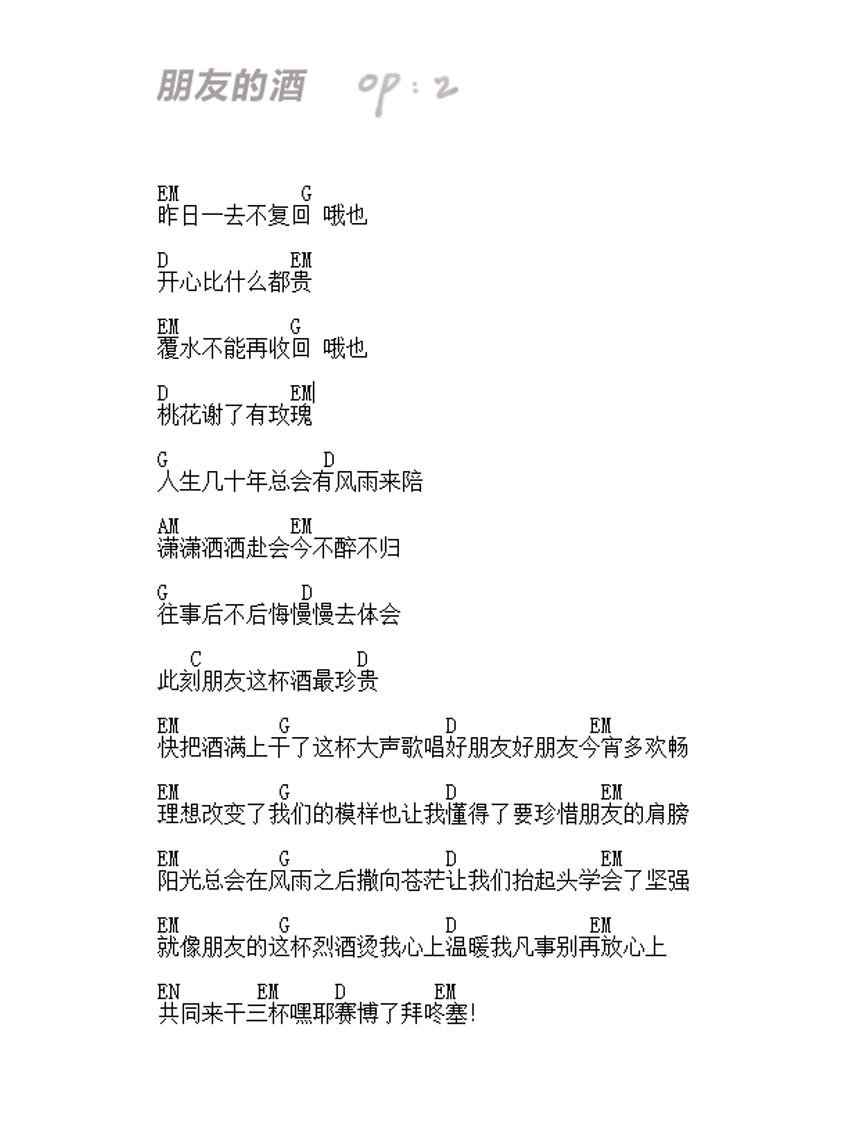 朋友的酒 op:2
EM G
昨日一去不复回 哦也
D EM
开心比什么都贵
EM G
覆水不能再收回 哦也
D EM
桃花谢了有玫瑰
G D
人生几十年总会有风雨来陪
AM EM
潇潇洒洒赴会今不醉不归
G D
往事后不后悔慢慢去体会
C D
此刻朋友这杯酒最珍贵
EM G D EM
快把酒满上干了这杯大声歌唱好朋友好朋友今宵多欢畅
EM G D EM
理想改变了我们的模样也让我懂得了要珍惜朋友的肩膀
EM G D EM
阳光总会在风雨之后撒向苍茫让我们抬起头学会了坚强
EM G D EM
就像朋友的这杯烈酒烫我心上温暖我凡事别再放心上
EN EM D EM
共同来干三杯嘿耶赛博了拜咚塞!